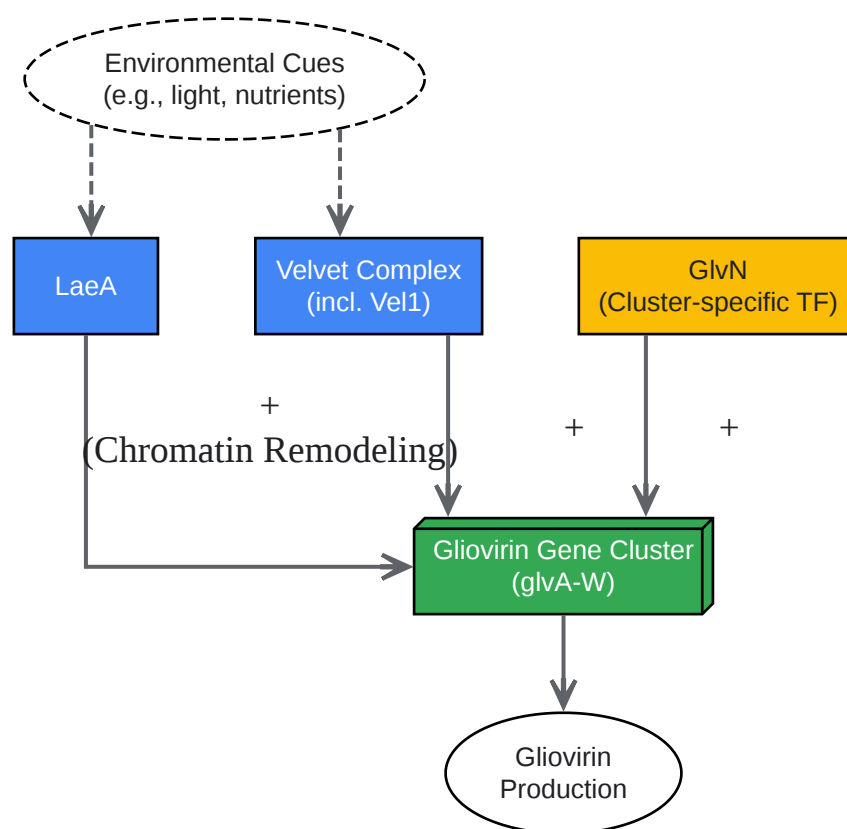 Environmental Cues
(e.g., light, nutrients)
LaeA
Velvet Complex
(incl. Vel1)
GlvN
(Cluster-specific TF)
+
(Chromatin Remodeling)
+
+
Gliovirin Gene Cluster
(glvA-W)
Gliovirin
Production